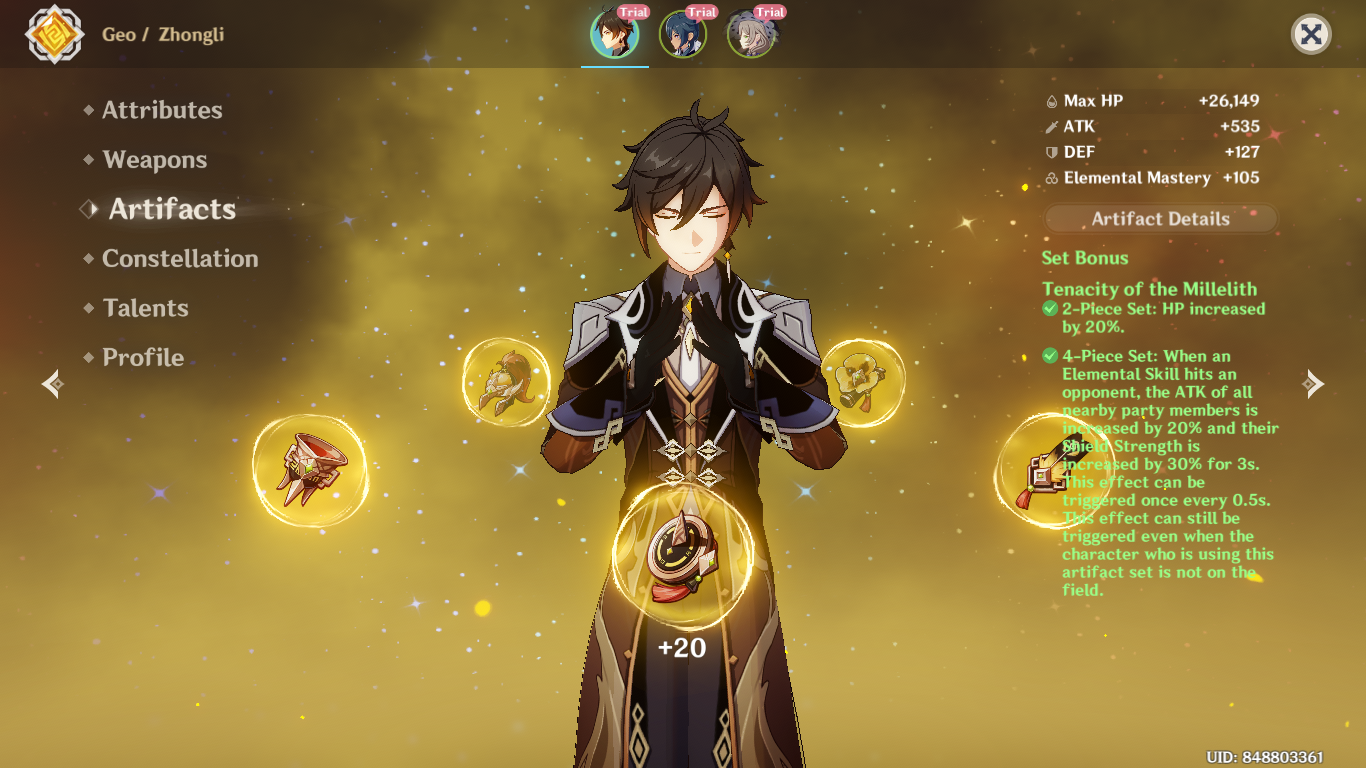 Geo / Zhongli
Trial
Trial
Trial
Attributes
Weapons
Artifacts
Constellation
Talents
Profile
Max HP +26,149
ATK +535
DEF +127
Elemental Mastery +105
Artifact Details
Set Bonus
Tenacity of the Millelith
2-Piece Set: HP increased
by 20%.
4-Piece Set: When an
Elemental Skill hits an
opponent, the ATK of all
nearby party members is
increased by 20% and their
Shield Strength is
increased by 30% for 3s.
This effect can be
triggered once every 0.5s.
This effect can still be
triggered even when the
character who is using this
artifact set is not on the
field.
+20
UID: 848803361